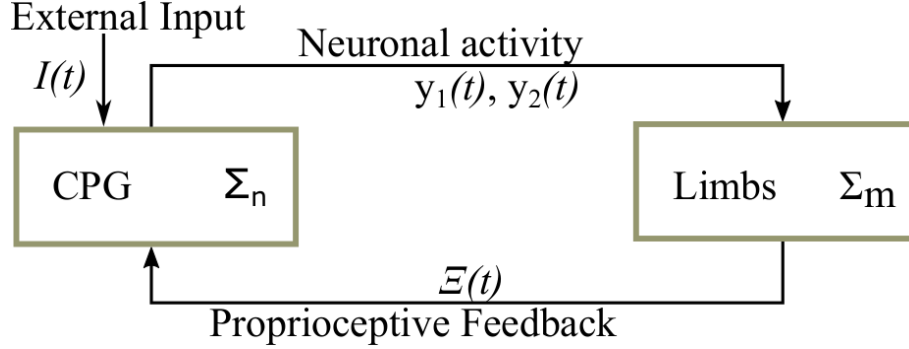 External Input
I(t)
Neuronal activity
y₁(t), y₂(t)
CPG Σₙ
Limbs Σₘ
Ξ(t)
Proprioceptive Feedback